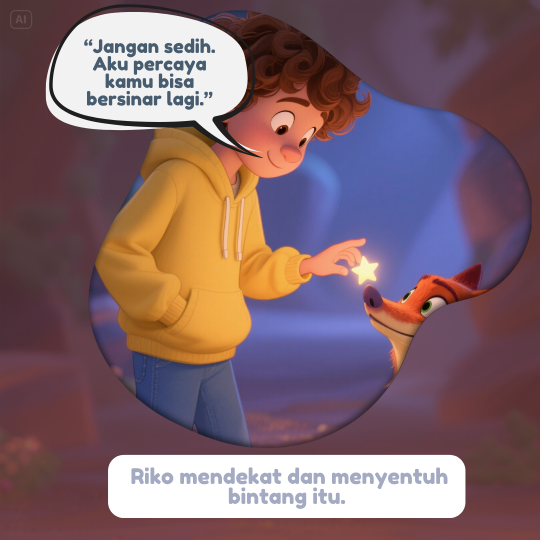 AI
“Jangan sedih.
Aku percaya
kamu bisa
bersinar lagi.”
Riko mendekat dan menyentuh
bintang itu.